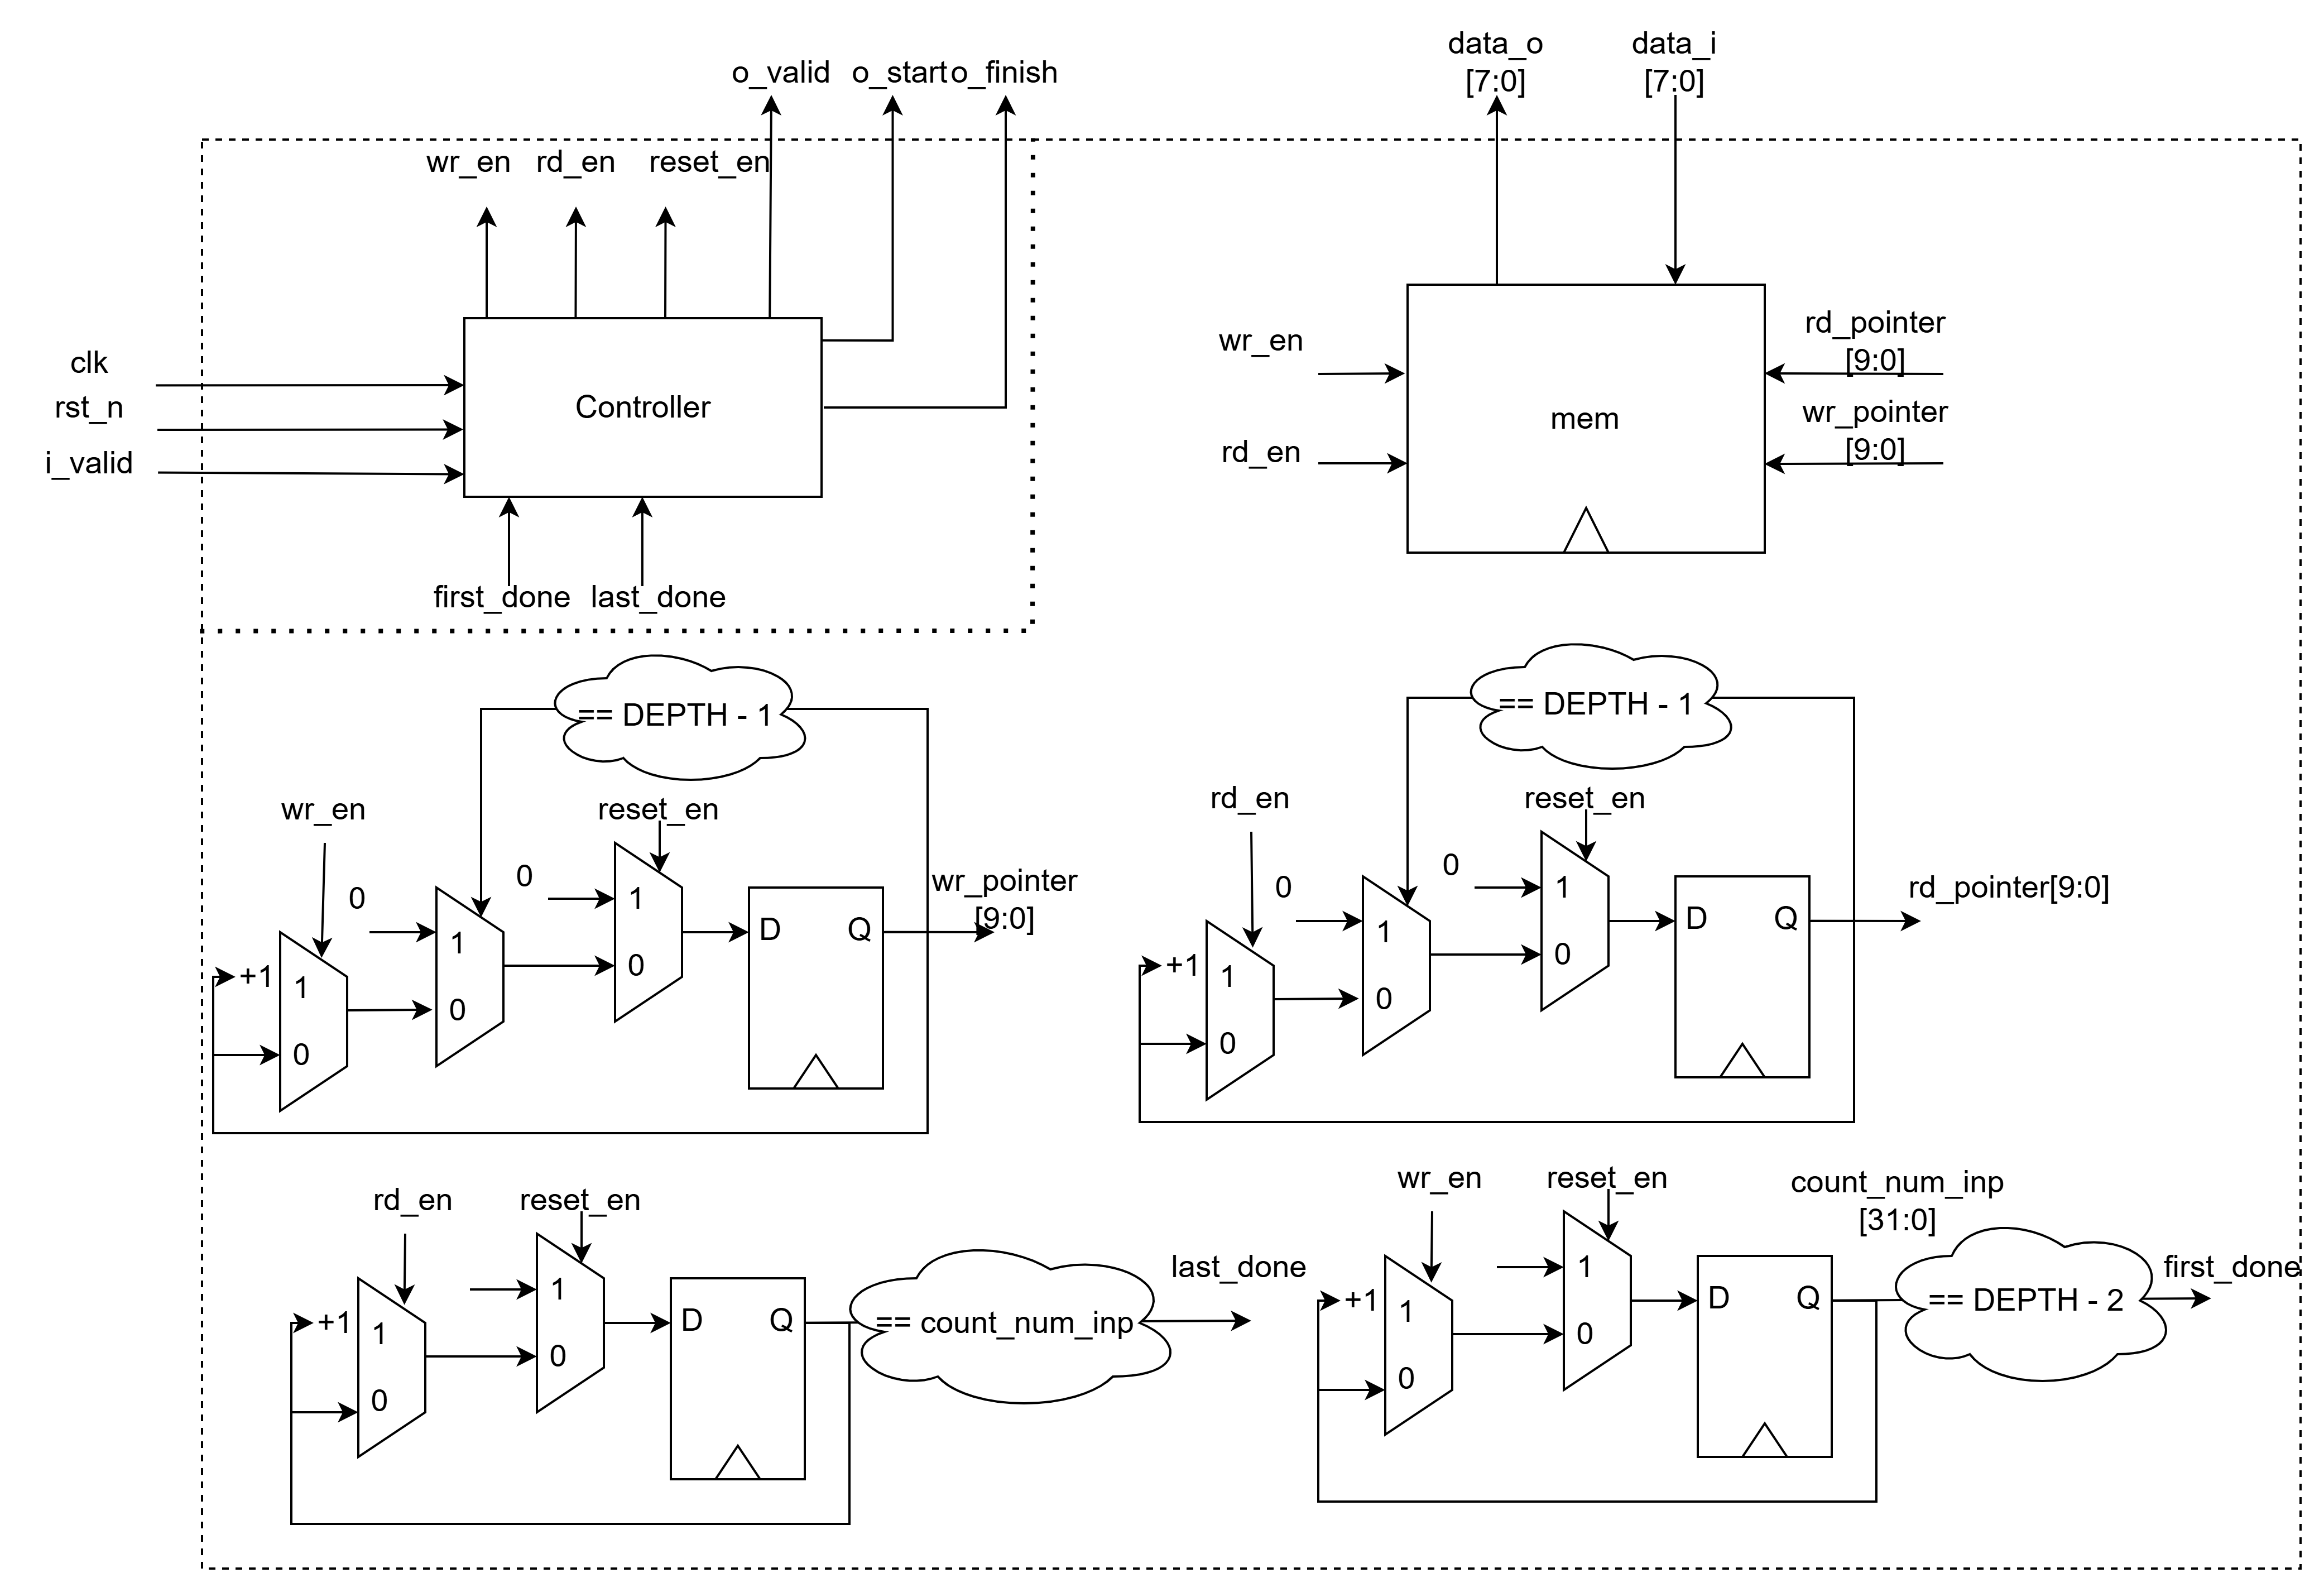 data_o
[7:0]
data_i
[7:0]
o_valid
o_start
o_finish
wr_en
rd_en
reset_en
clk
rst_n
i_valid
Controller
first_done
last_done
wr_en
rd_en
mem
rd_pointer
[9:0]
wr_pointer
[9:0]
== DEPTH - 1
wr_en
reset_en
0
0
+1
1
0
1
0
1
0
D
Q
wr_pointer
[9:0]
== DEPTH - 1
rd_en
reset_en
0
0
+1
1
0
1
0
1
0
D
Q
rd_pointer[9:0]
rd_en
reset_en
+1
1
0
1
0
D
Q
== count_num_inp
last_done
wr_en
reset_en
+1
1
0
1
0
D
Q
count_num_inp
[31:0]
== DEPTH - 2
first_done